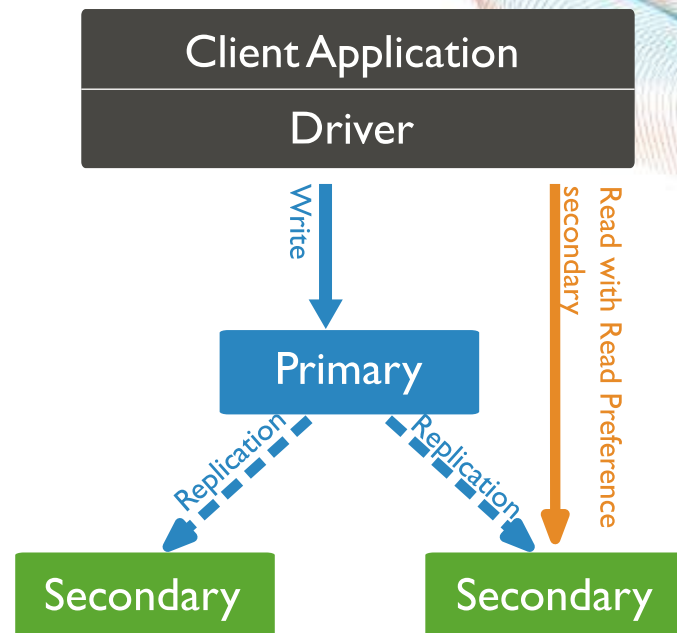 Client Application
Driver
Write
Read with Read Preference
secondary
Primary
Replication
Replication
Secondary
Secondary